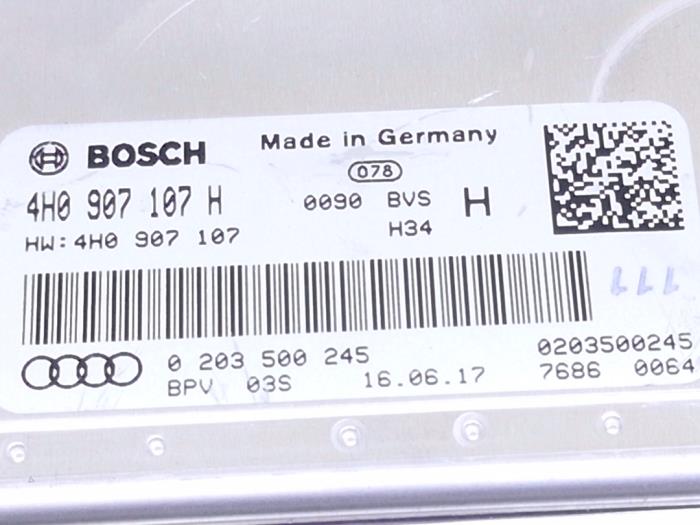 BOSCH
Made in Germany
078
4H0 907 107 H
0090 BVS H
HW: 4H0 907 107
H34
111
0 203 500 245
0203500245
BPV 03S
16.06.17
7686 0064